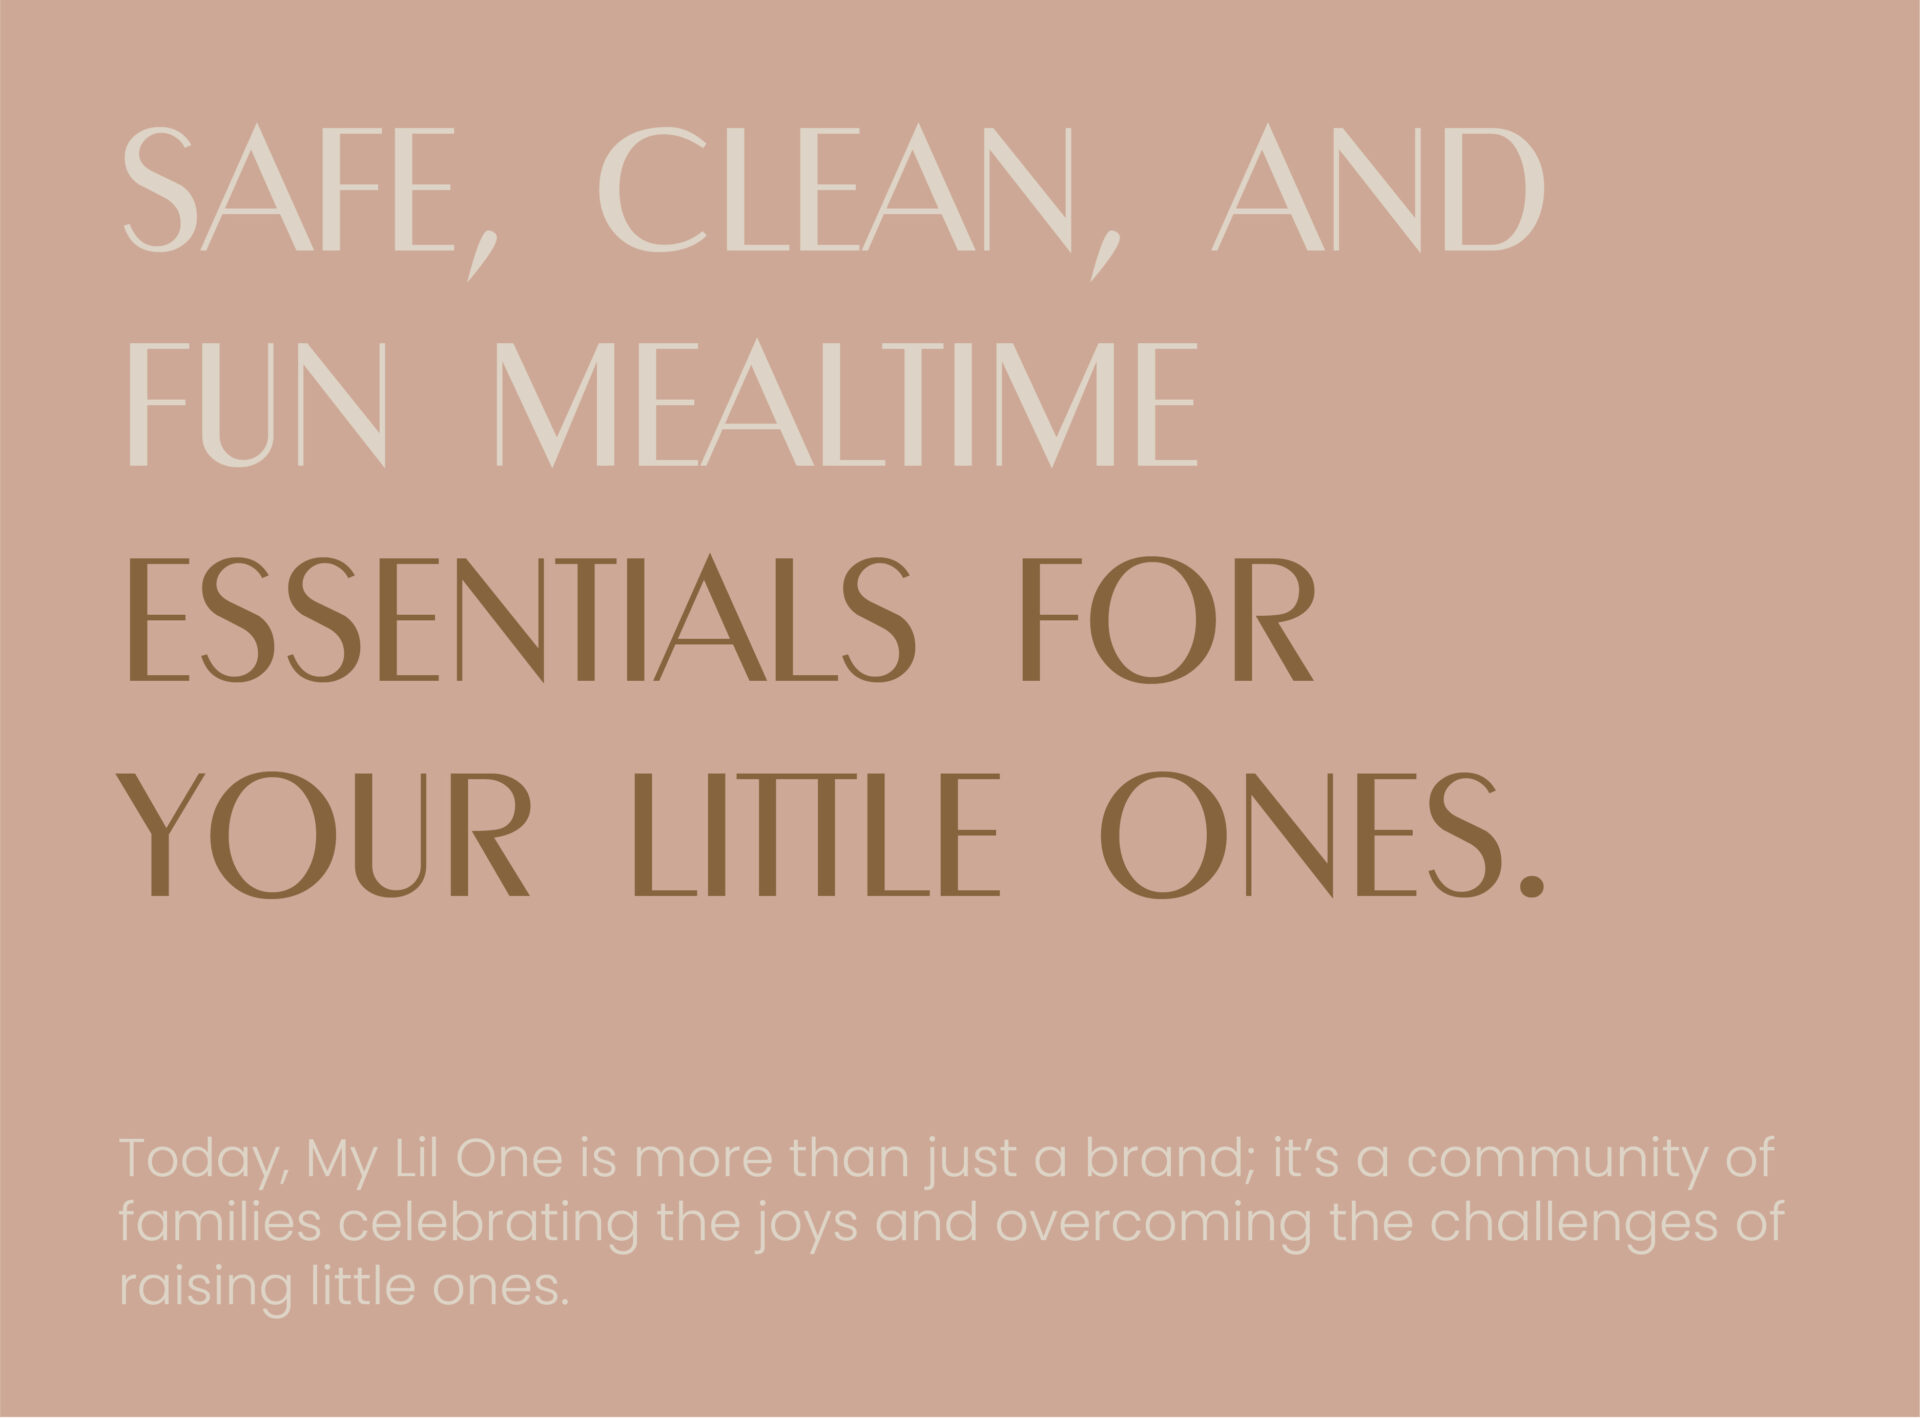 SAFE, CLEAN, AND
FUN MEALTIME
ESSENTIALS FOR
YOUR LITTLE ONES.
Today, My Lil One is more than just a brand; it’s a community of
families celebrating the joys and overcoming the challenges of
raising little ones.